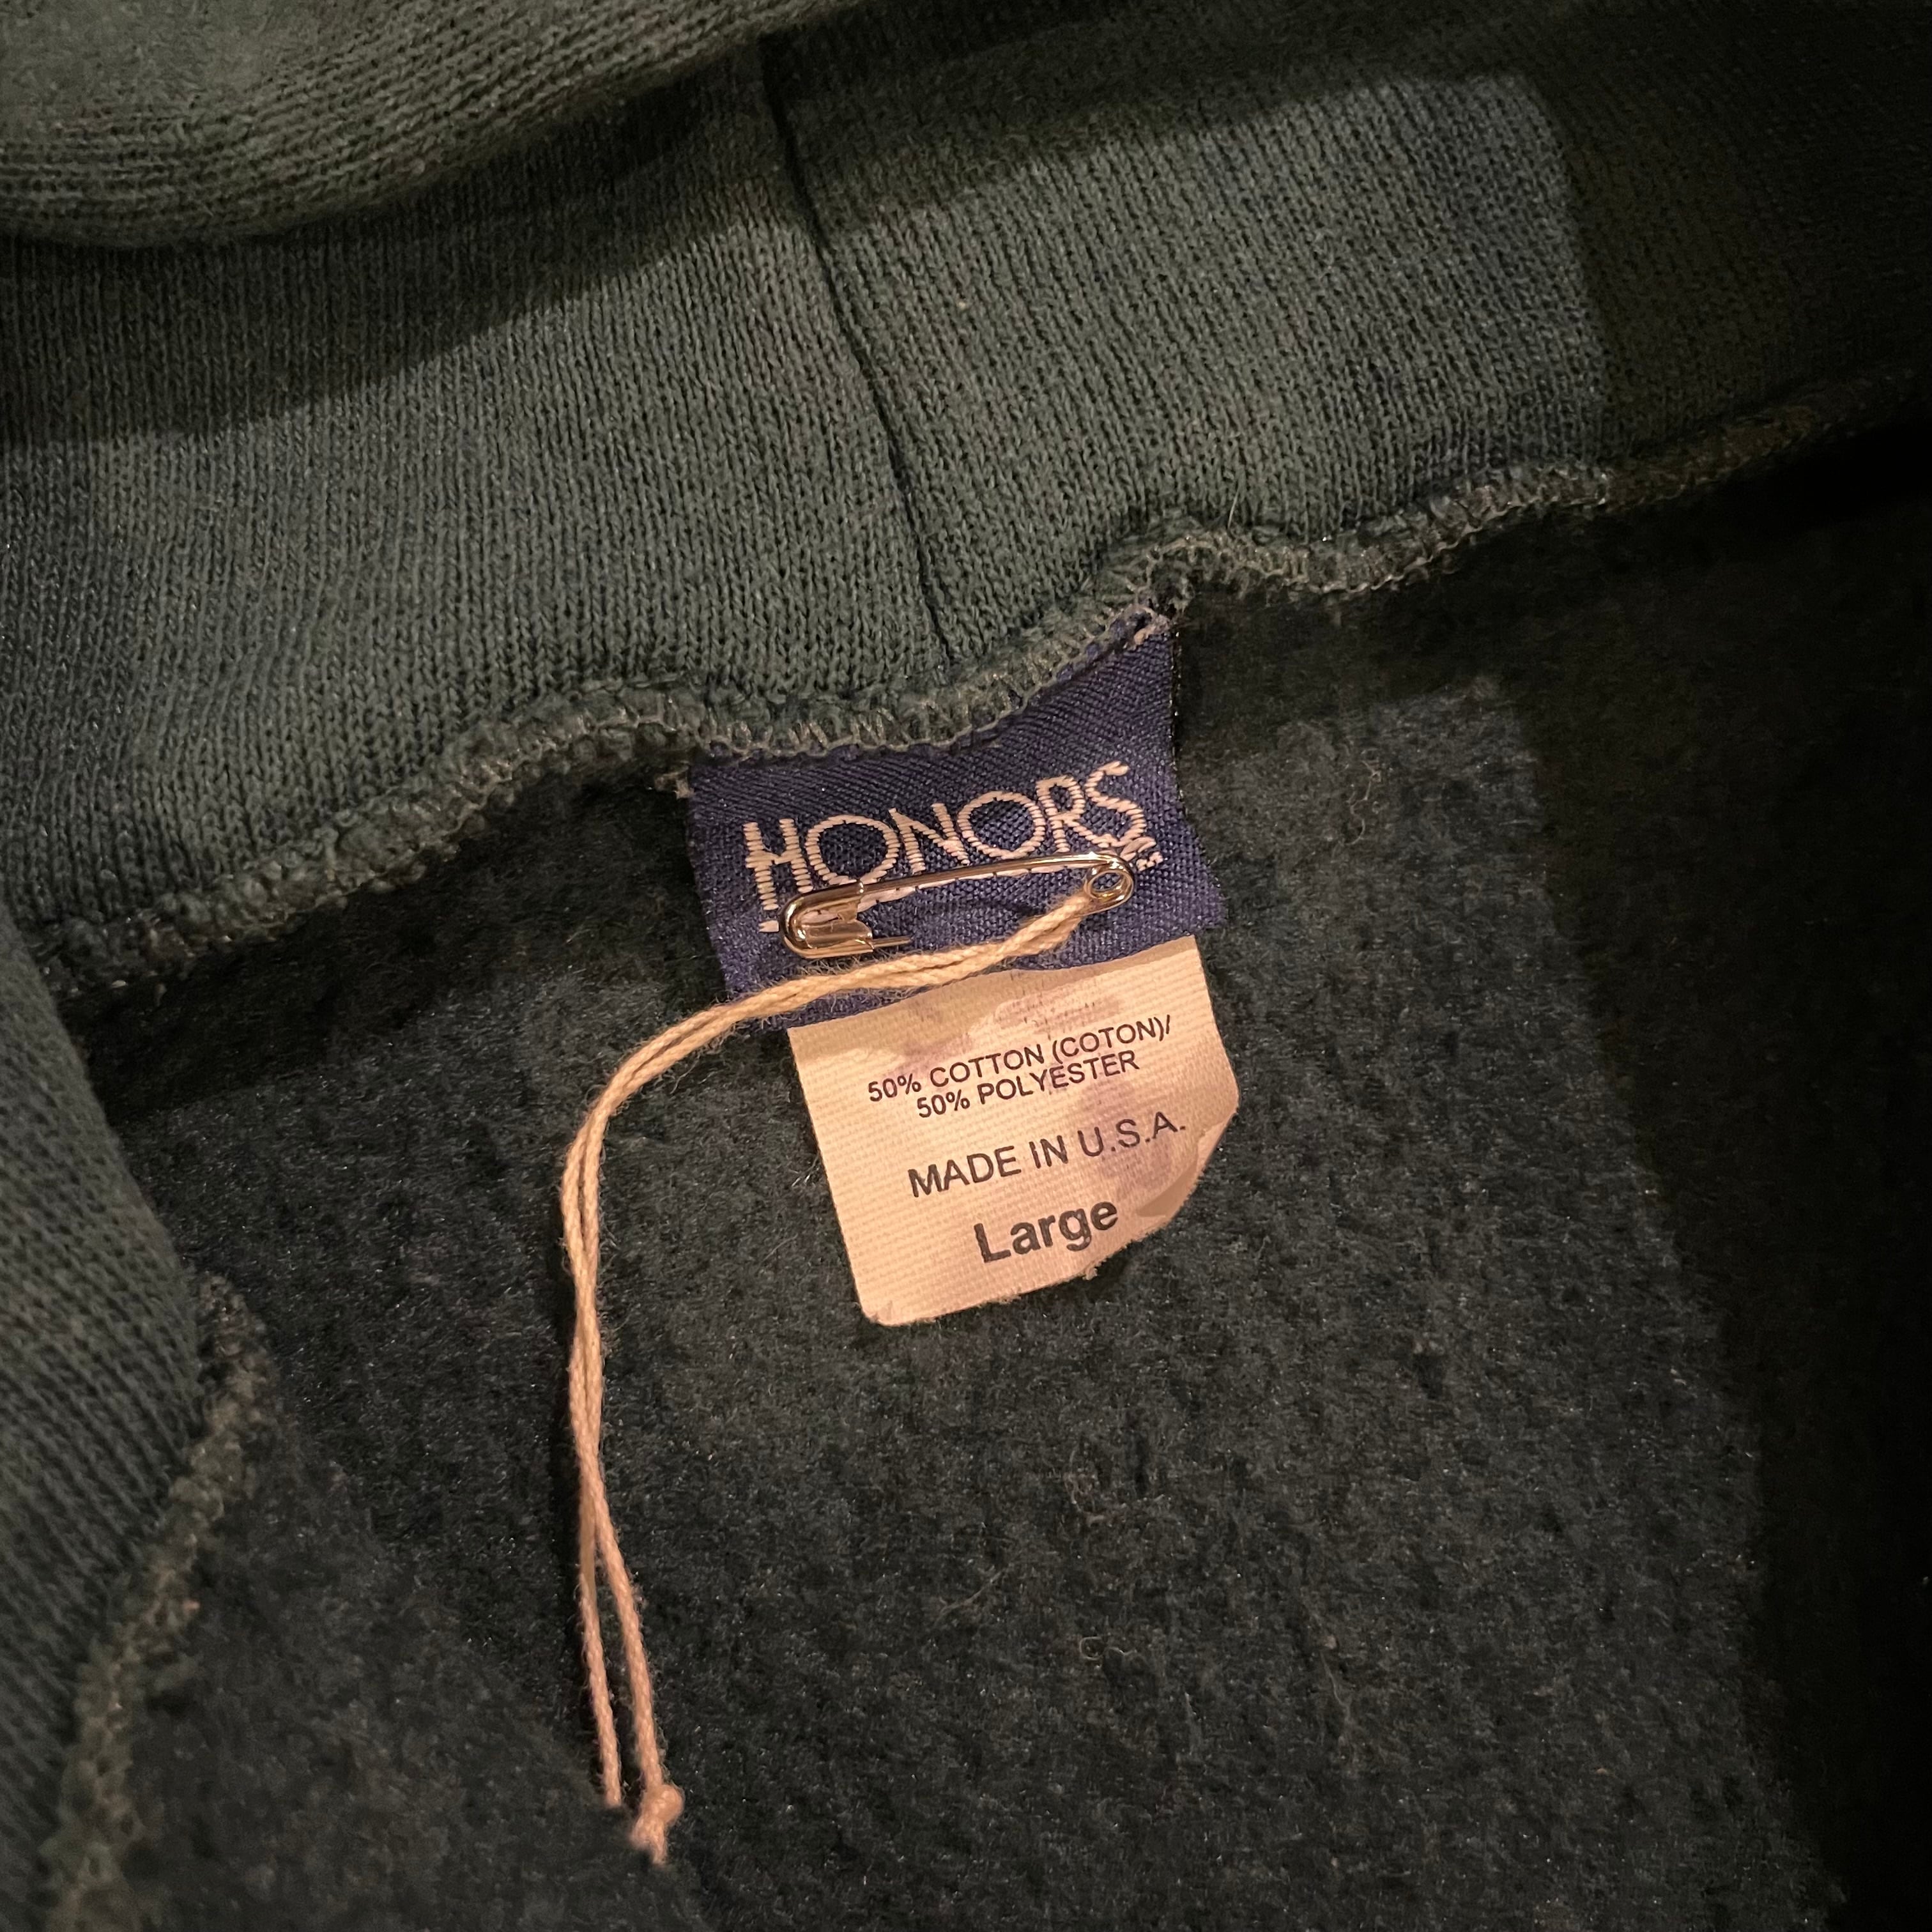 HONORS
50% COTTON (COTON)/
50% POLYESTER
MADE IN U.S.A.
Large